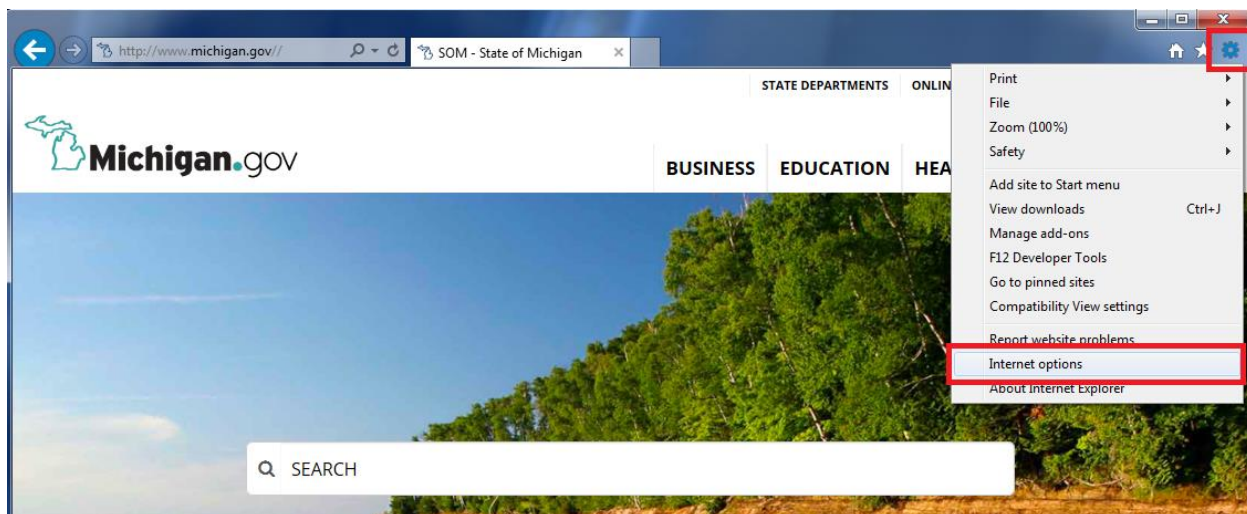 http://www.michigan.gov//
SOM - State of Michigan
STATE DEPARTMENTS
ONLIN
Michigan.gov
BUSINESS EDUCATION HEA
Print
File
Zoom (100%)
Safety
Add site to Start menu
View downloads Ctrl+J
Manage add-ons
F12 Developer Tools
Go to pinned sites
Compatibility View settings
Report website problems
Internet options
About Internet Explorer
SEARCH